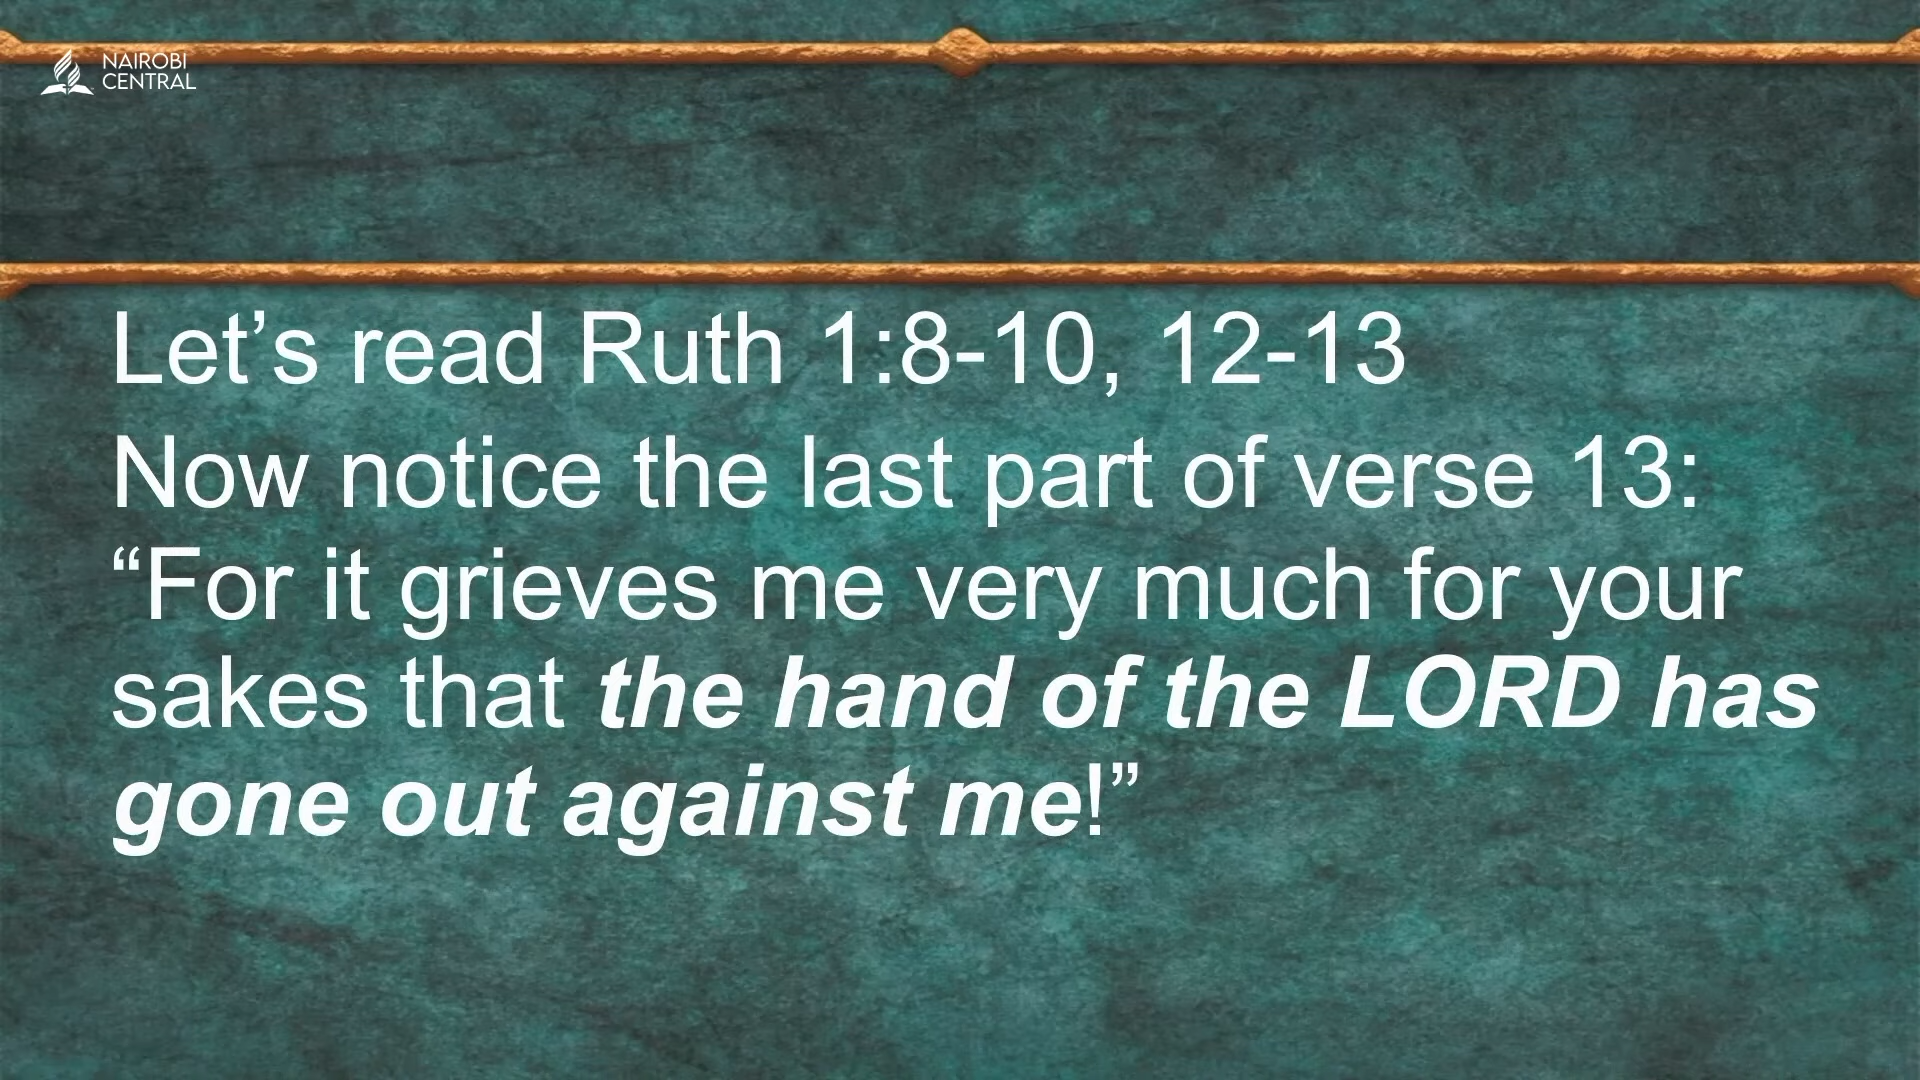 NAIROBI
CENTRAL
Let’s read Ruth 1:8-10, 12-13
Now notice the last part of verse 13:
“For it grieves me very much for your
sakes that the hand of the LORD has
gone out against me!”